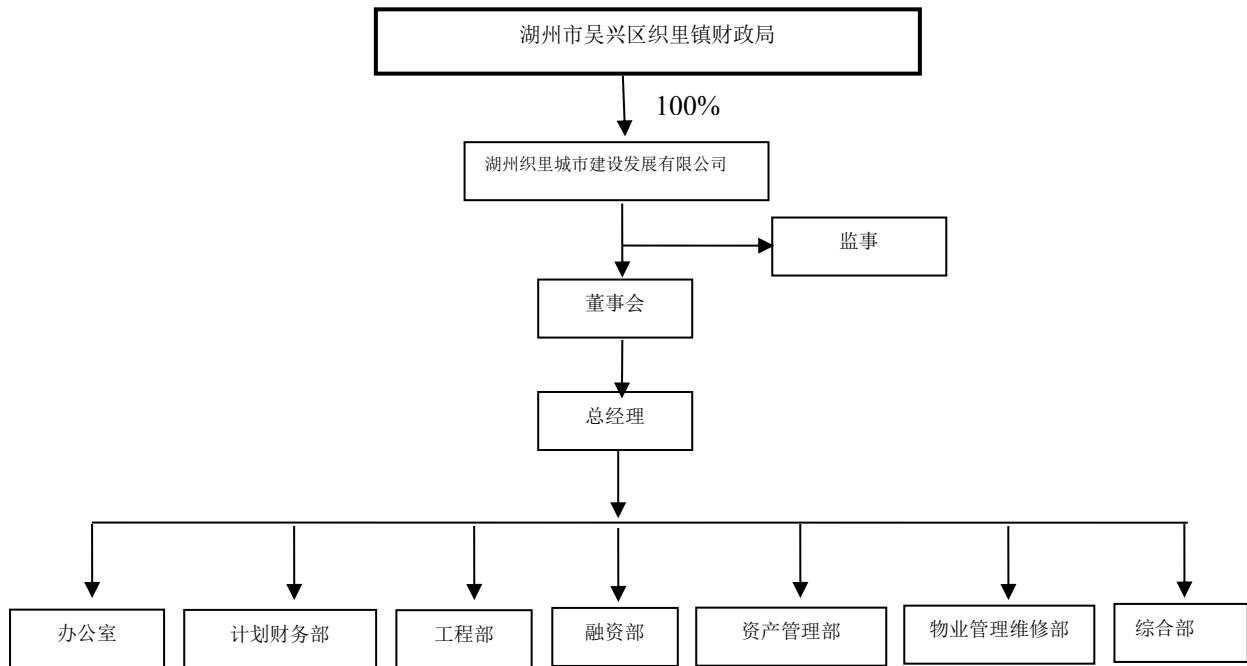 湖州市吴兴区织里镇财政局
100%
湖州织里城市建设发展有限公司
监事
董事会
总经理
办公室
计划财务部
工程部
融资部
资产管理部
物业管理维修部
综合部